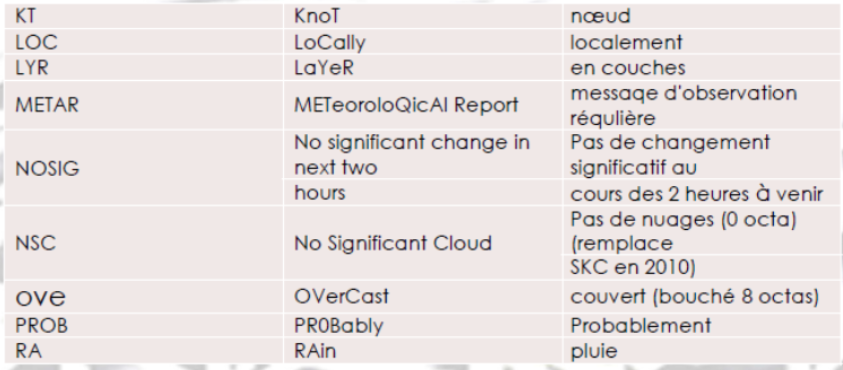 KT KnoT nœud
LOC LoCally localement
LYR LaYeR en couches
METAR METeoroloQicAl Report messaqe d'observation
réqulière
NOSIG No significant change in Pas de changement
next two significatif au
hours cours des 2 heures à venir
NSC No Significant Cloud Pas de nuages (0 octa)
(remplace
SKC en 2010)
ove OVerCast couvert (bouché 8 octas)
PROB PR0Bably Probablement
RA RAin pluie